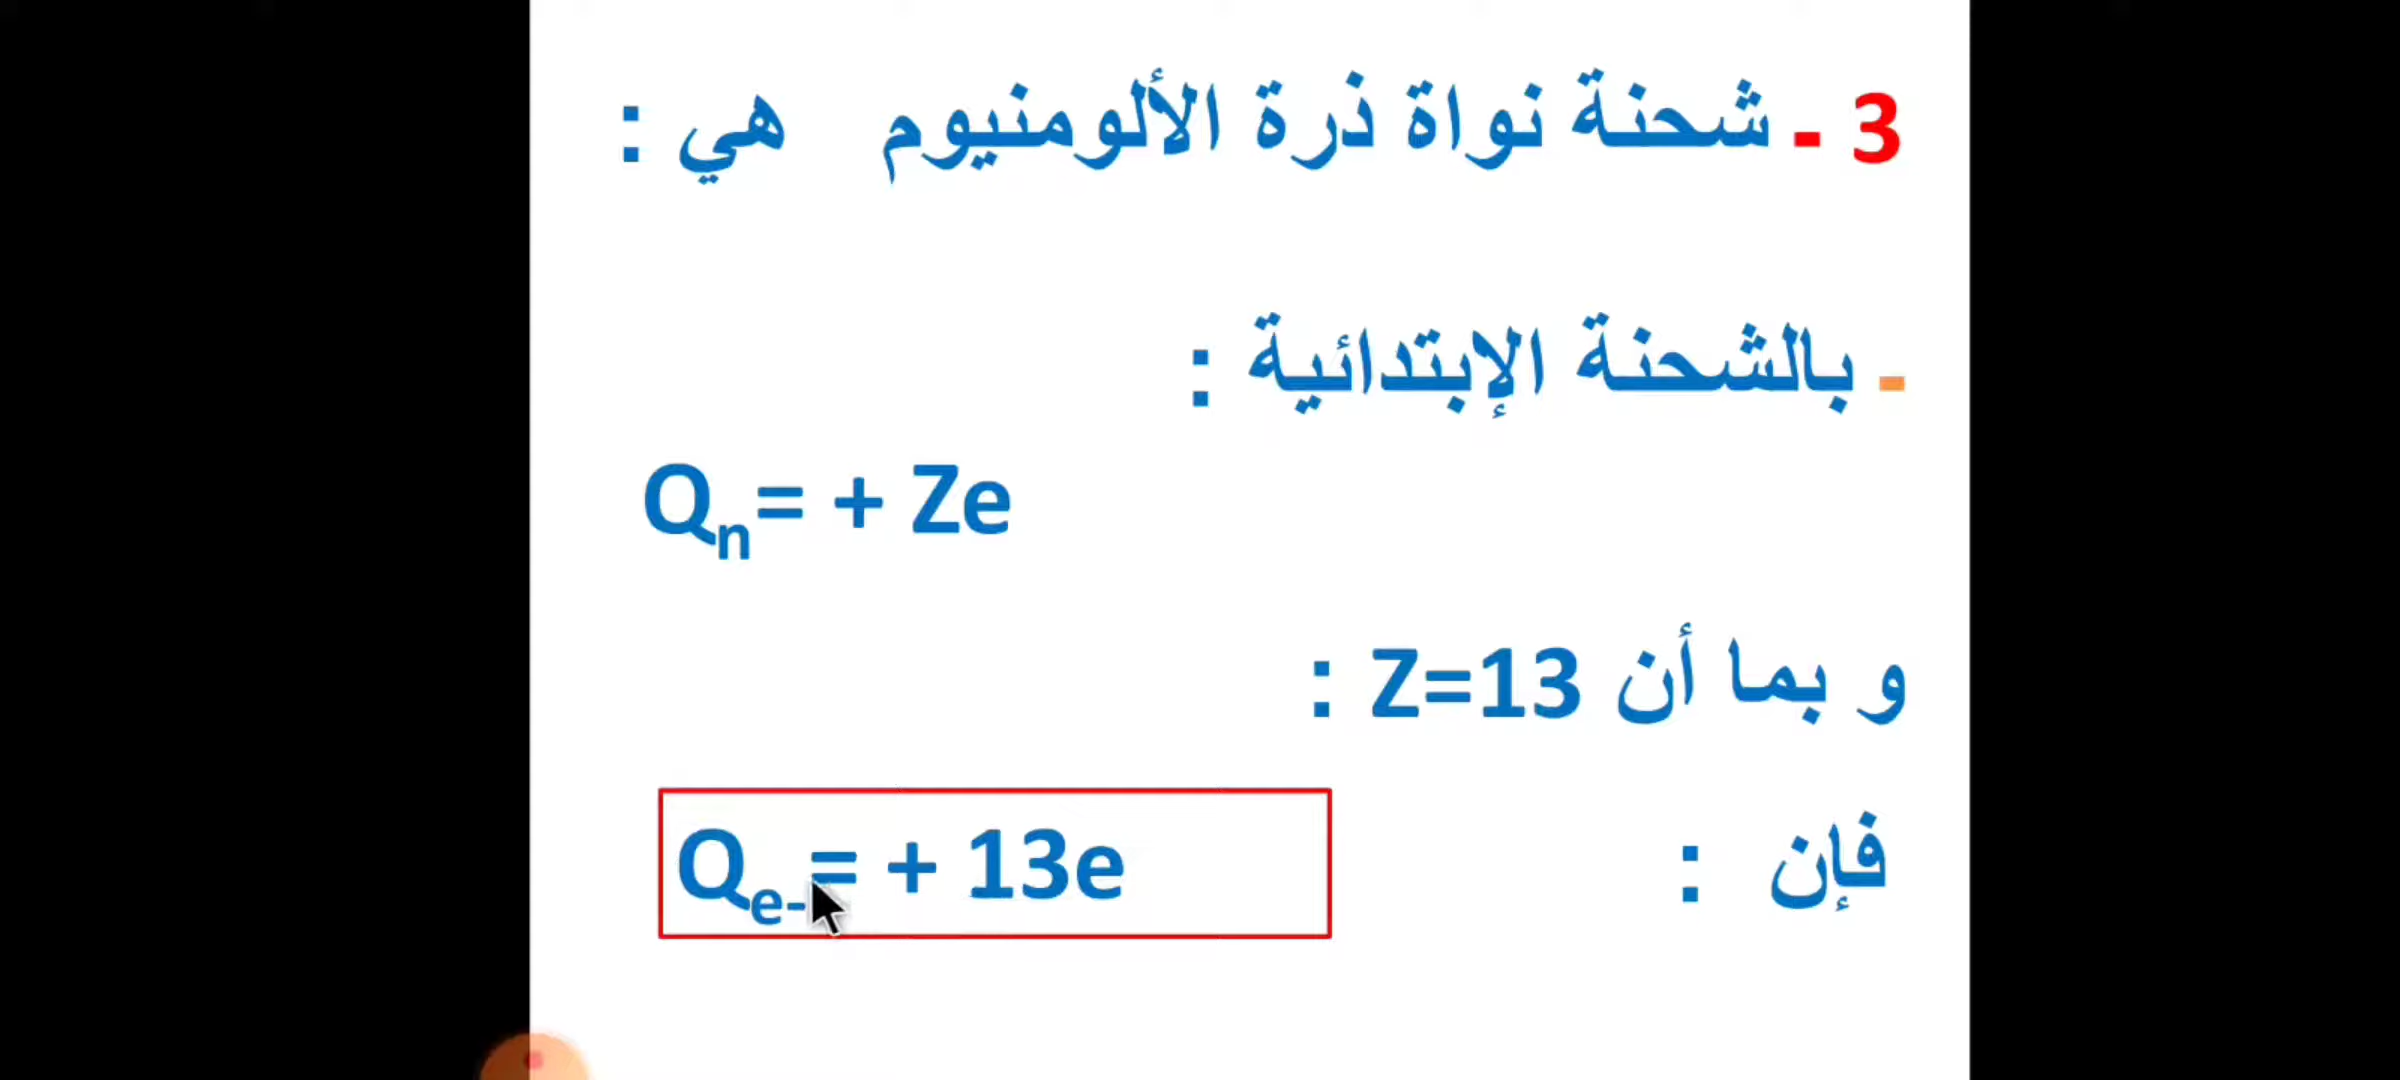 3 - شحنة نواة ذرة الألومنيوم هي :
- بالشحنة الإبتدائية :
Qn= + Ze
و بما أن Z=13 :
فإن : Qe-= + 13e